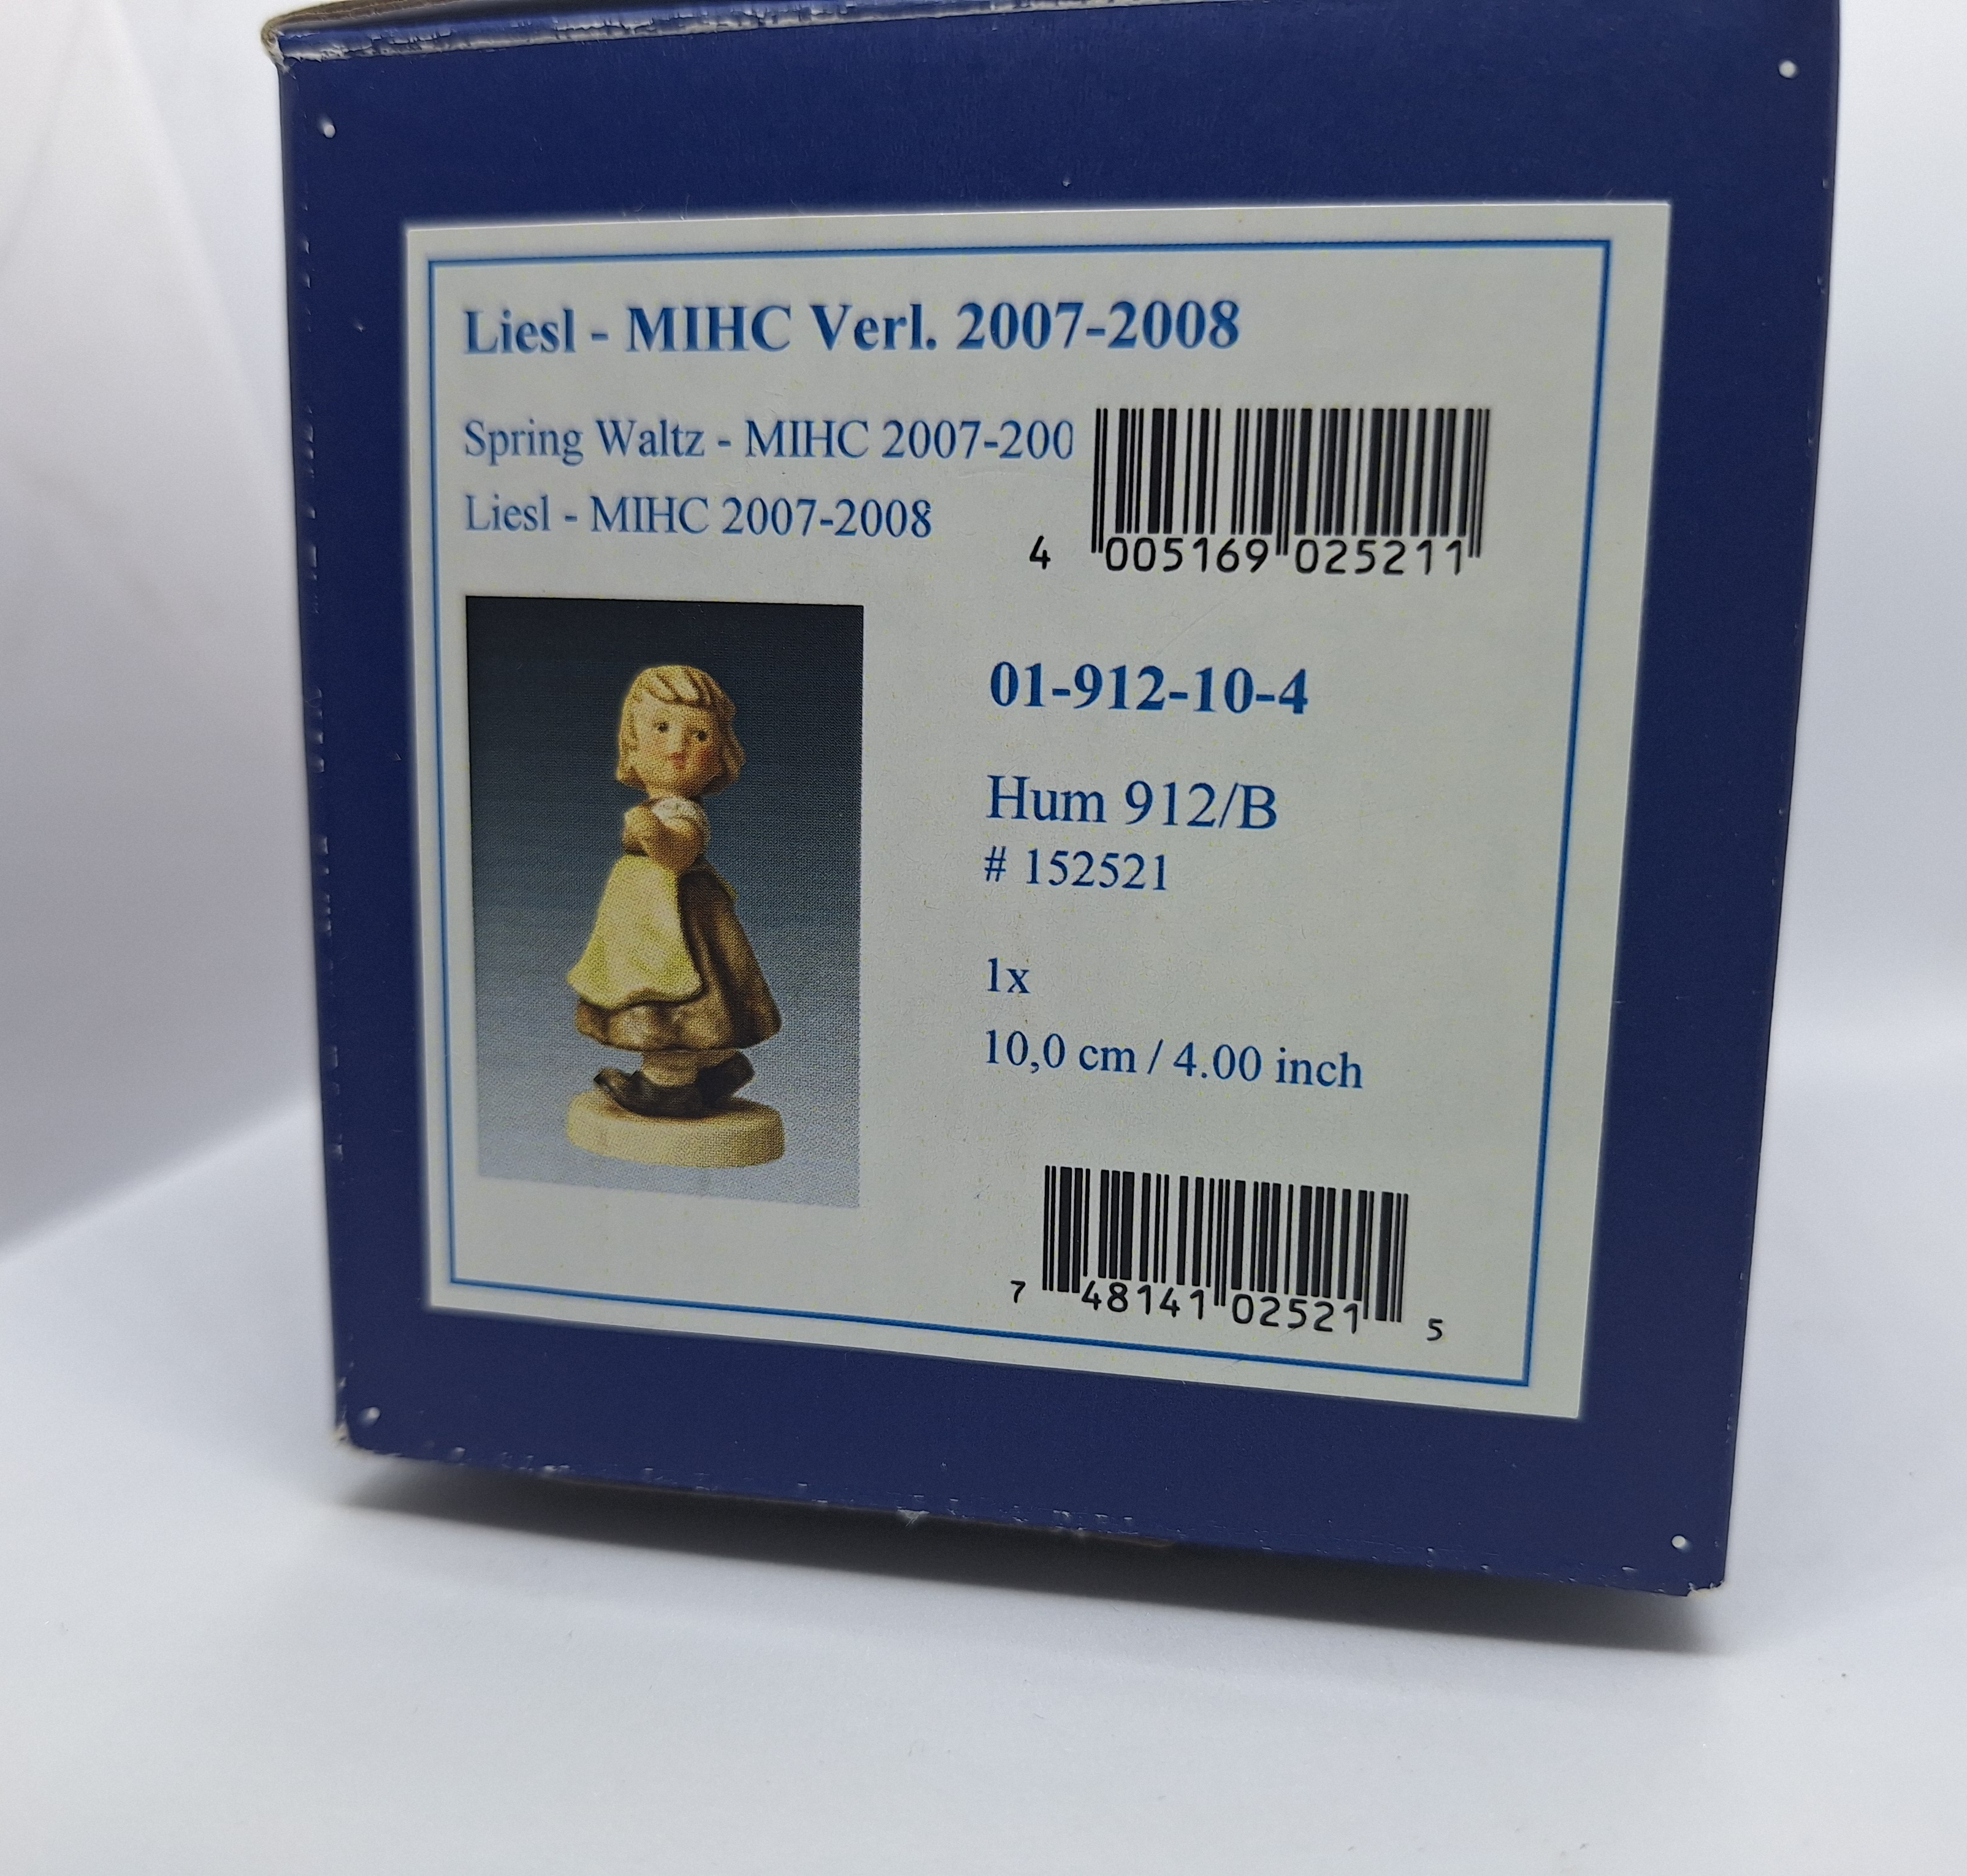 Liesl - MIHC Verl. 2007-2008
Spring Waltz - MIHC 2007-200
Liesl - MIHC 2007-2008
4 005169 025211
01-912-10-4
Hum 912/B
# 152521
1x
10,0 cm / 4.00 inch
7 48141 02521 5